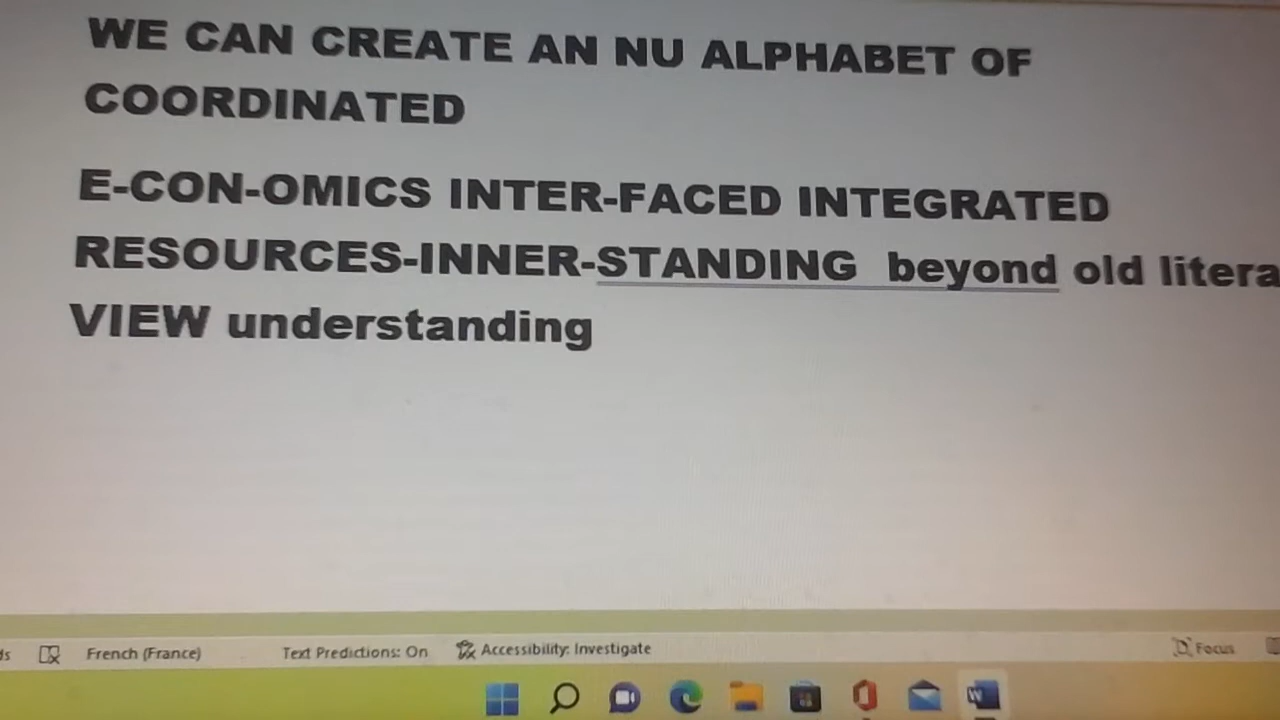 WE CAN CREATE AN NU ALPHABET OF
COORDINATED
E-CON-OMICS INTER-FACED INTEGRATED
RESOURCES-INNER-STANDING beyond old litera
VIEW understanding
French (France) Text Predictions: On Accessibility: Investigate Focus